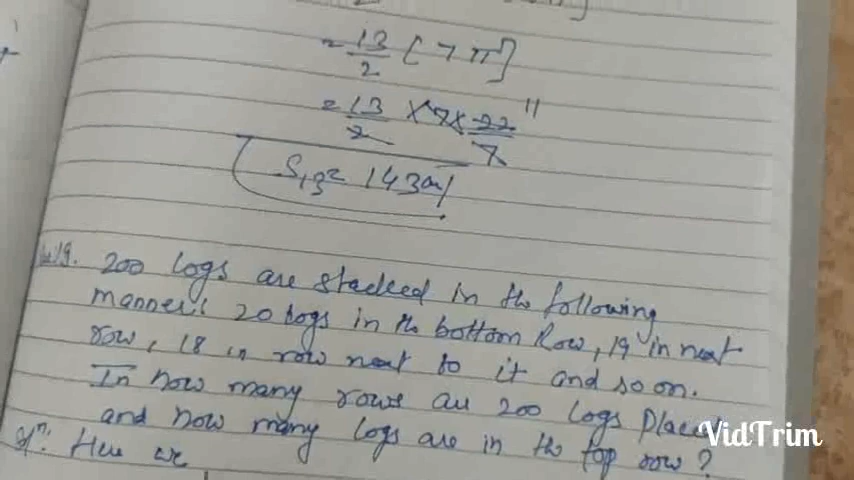 = 13/2 [7π]
= 13/2 × 7 × 22/7 11
S13 = 143 cm
19. 200 logs are stacked in the following
manner: 20 logs in the bottom Row, 19 in next
row, 18 in row next to it and so on.
In how many rows are 200 logs placed
and how many logs are in the top row?
Solⁿ: Here we
VidTrim